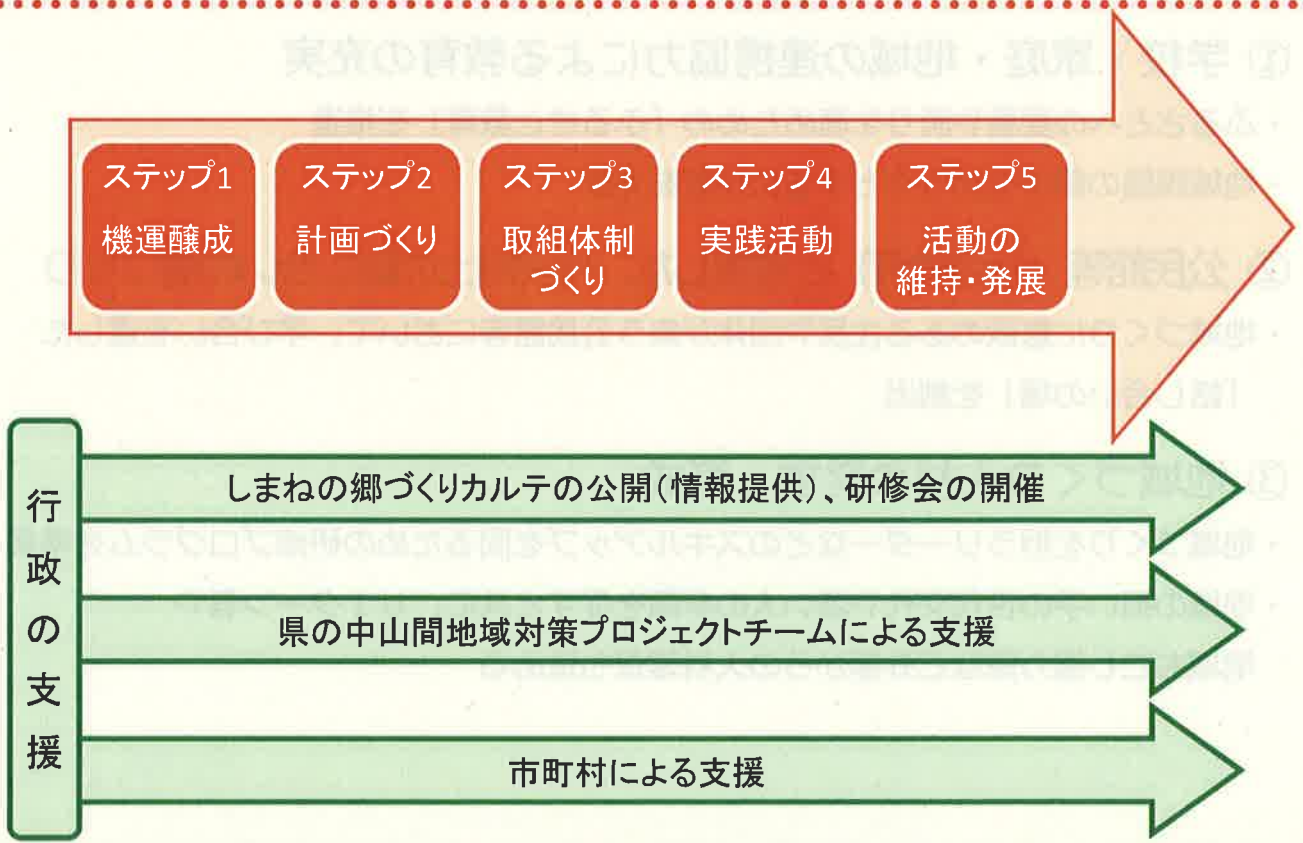 ステップ1
機運醸成
ステップ2
計画づくり
ステップ3
取組体制
づくり
ステップ4
実践活動
ステップ5
活動の
維持・発展
行政の支援
しまねの郷づくりカルテの公開(情報提供)、研修会の開催
県の中山間地域対策プロジェクトチームによる支援
市町村による支援